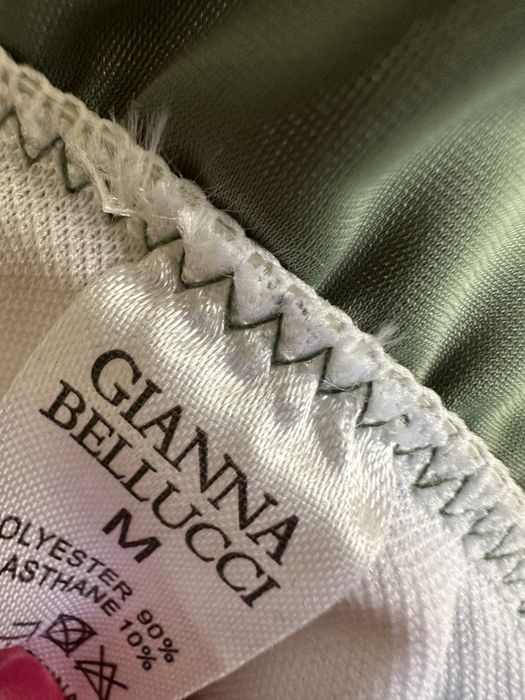 GIANNA
BELLUCCI
M
OLYESTER 90%
ASTHANE 10%